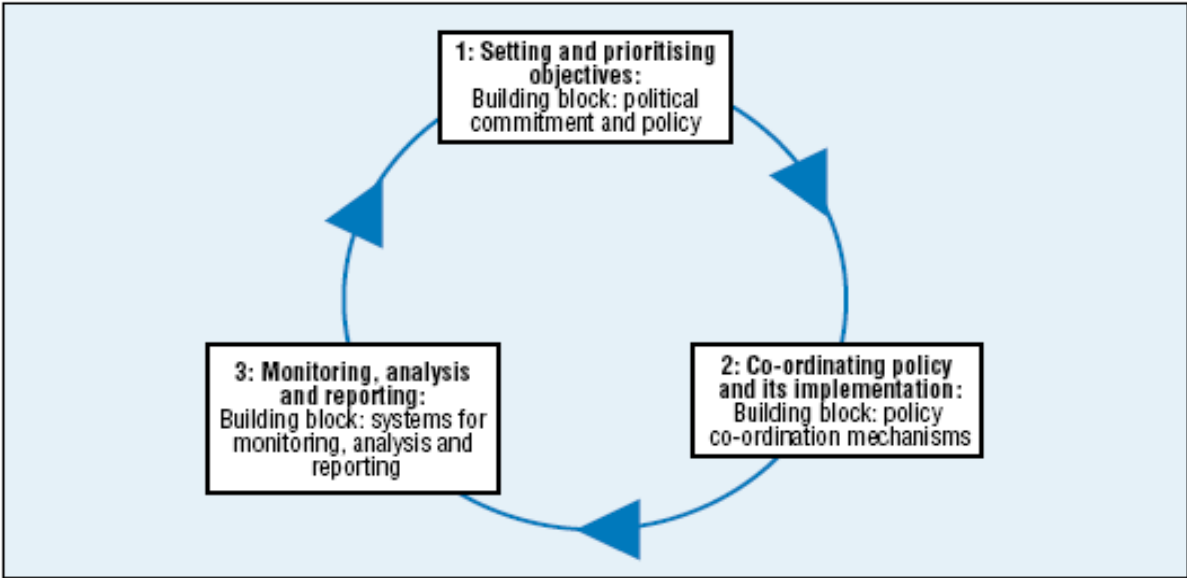 1: Setting and prioritising
objectives:
Building block: political
commitment and policy
2: Co-ordinating policy
and its implementation:
Building block: policy
co-ordination mechanisms
3: Monitoring, analysis
and reporting:
Building block: systems for
monitoring, analysis and
reporting